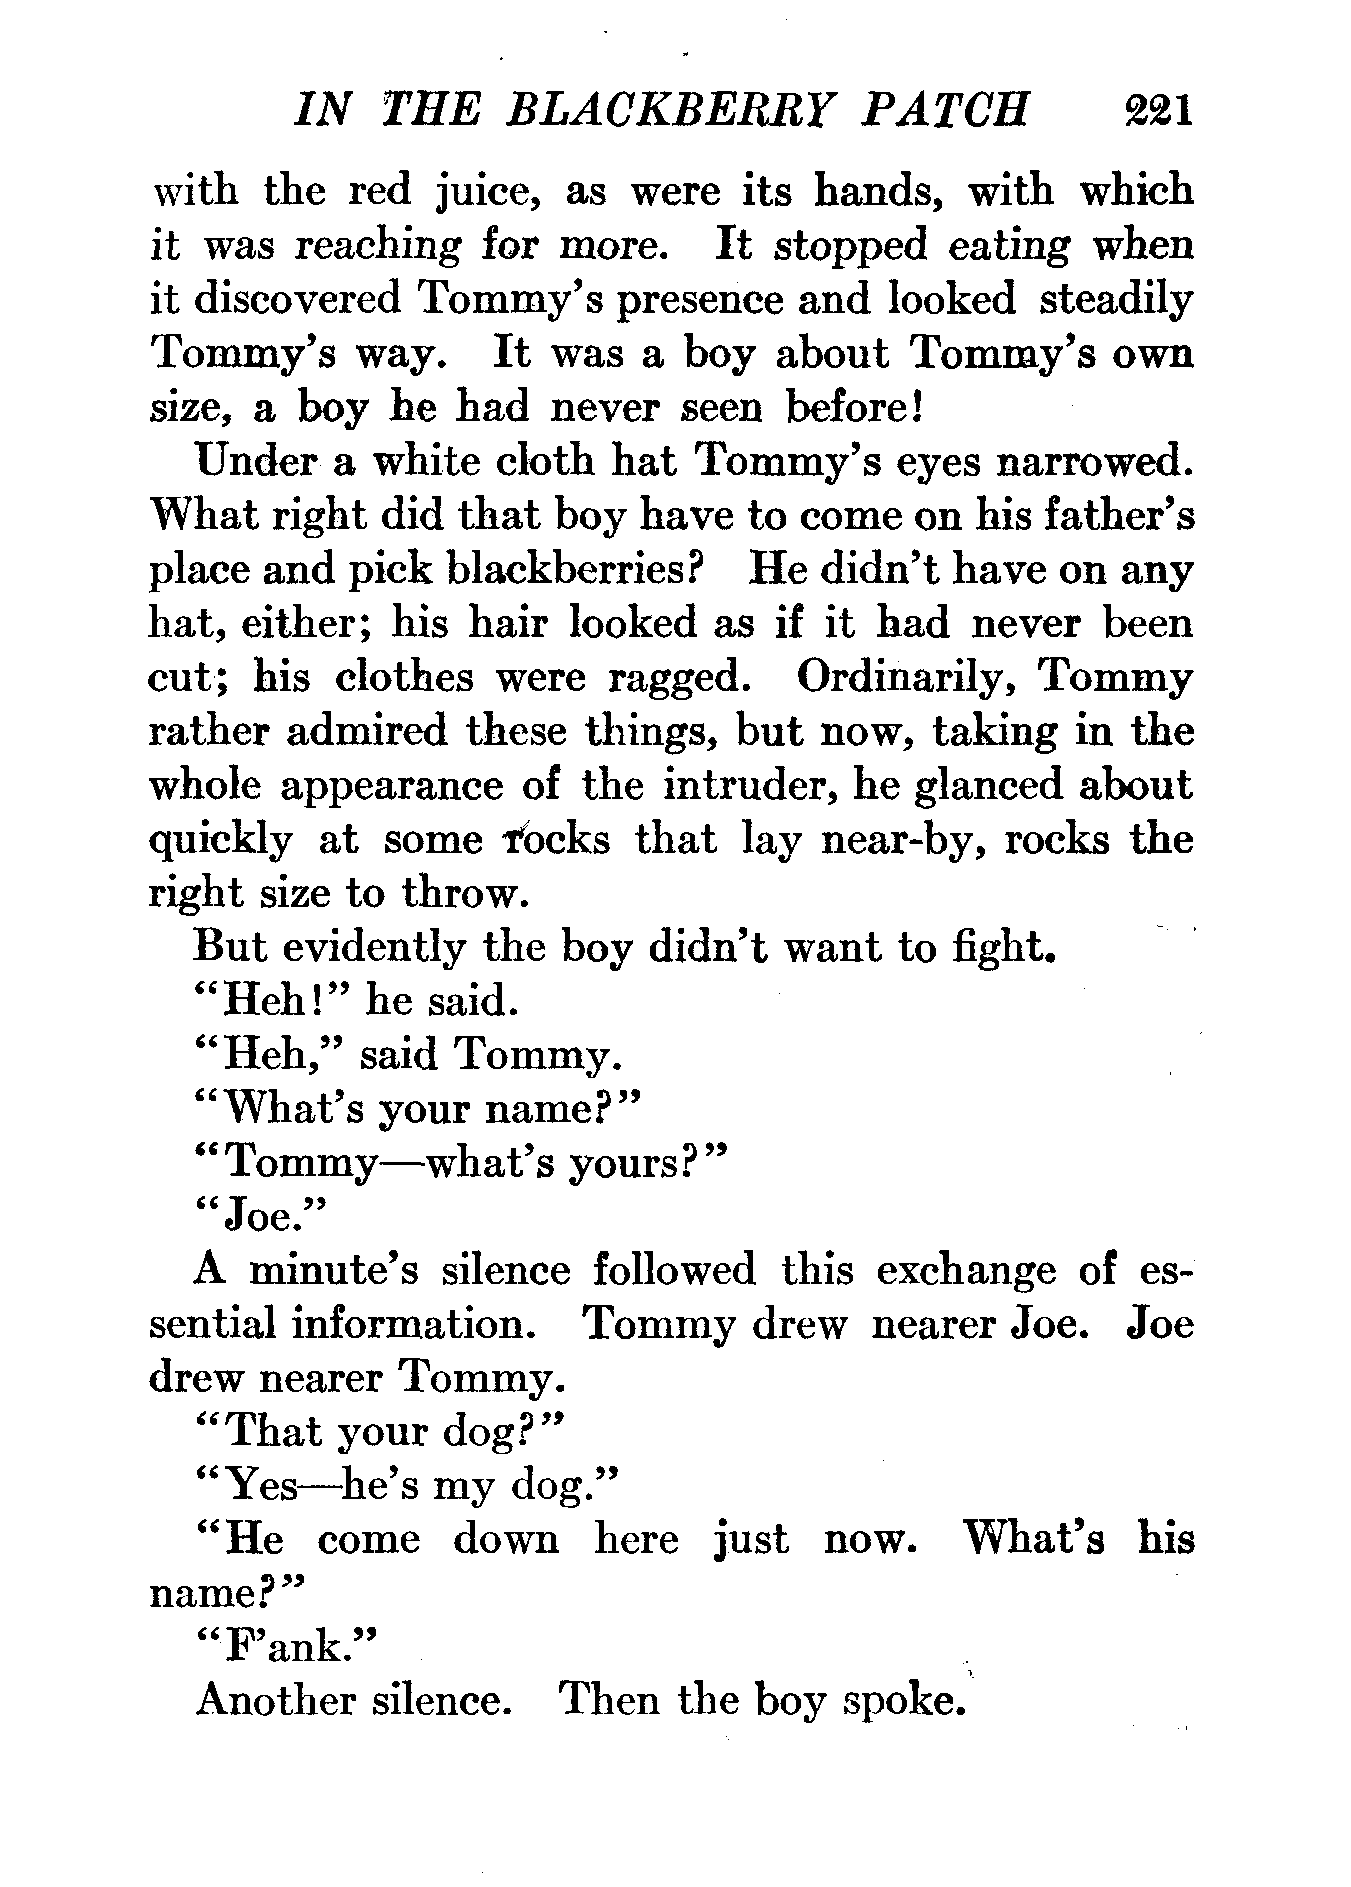 IN THE BLACKBERRY PATCH 221
with the red juice, as were its hands, with which
it was reaching for more. It stopped eating when
it discovered Tommy's presence and looked steadily
Tommy's way. It was a boy about Tommy's own
size, a boy he had never seen before!
Under a white cloth hat Tommy's eyes narrowed.
What right did that boy have to come on his father's
place and pick blackberries? He didn't have on any
hat, either; his hair looked as if it had never been
cut; his clothes were ragged. Ordinarily, Tommy
rather admired these things, but now, taking in the
whole appearance of the intruder, he glanced about
quickly at some rocks that lay near-by, rocks the
right size to throw.
But evidently the boy didn't want to fight.
"Heh!" he said.
"Heh," said Tommy.
"What's your name?"
"Tommy—what's yours?"
"Joe."
A minute's silence followed this exchange of es-
sential information. Tommy drew nearer Joe. Joe
drew nearer Tommy.
"That your dog?"
"Yes—he's my dog."
"He come down here just now. What's his
name?"
"F'ank."
Another silence. Then the boy spoke.